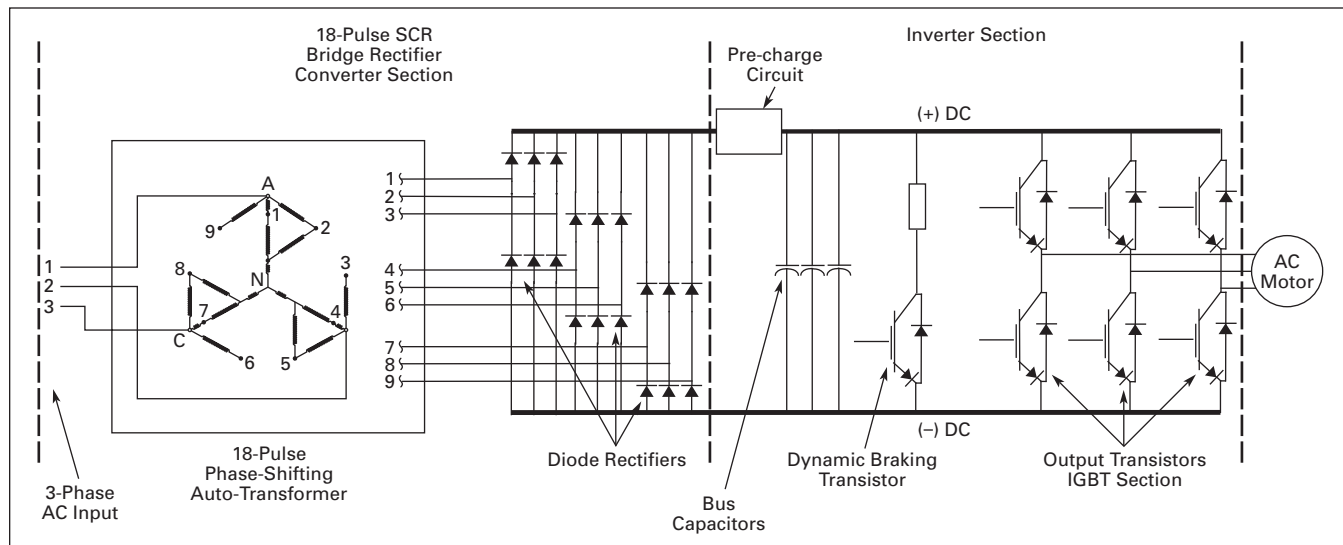 18-Pulse SCR
Bridge Rectifier
Converter Section
Inverter Section
Pre-charge
Circuit
(+) DC
A
1
2
9
N
8
3
7
4
C
6
5
1
2
3
1
2
3
4
5
6
7
8
9
AC
Motor
(–) DC
18-Pulse
Phase-Shifting
Auto-Transformer
3-Phase
AC Input
Diode Rectifiers
Bus
Capacitors
Dynamic Braking
Transistor
Output Transistors
IGBT Section